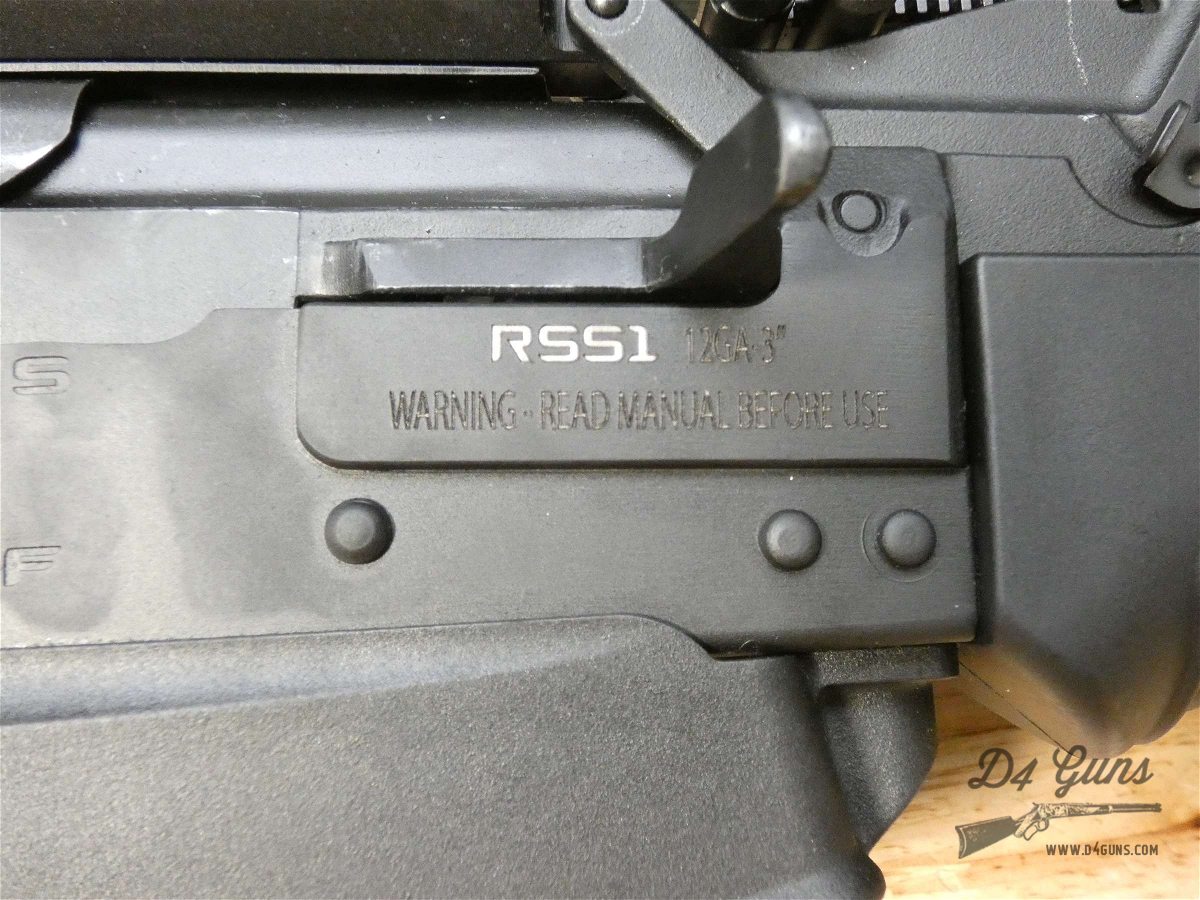 RSS1 12GA·3"
WARNING - READ MANUAL BEFORE USE
S
F
D4 Guns
WWW.D4GUNS.COM